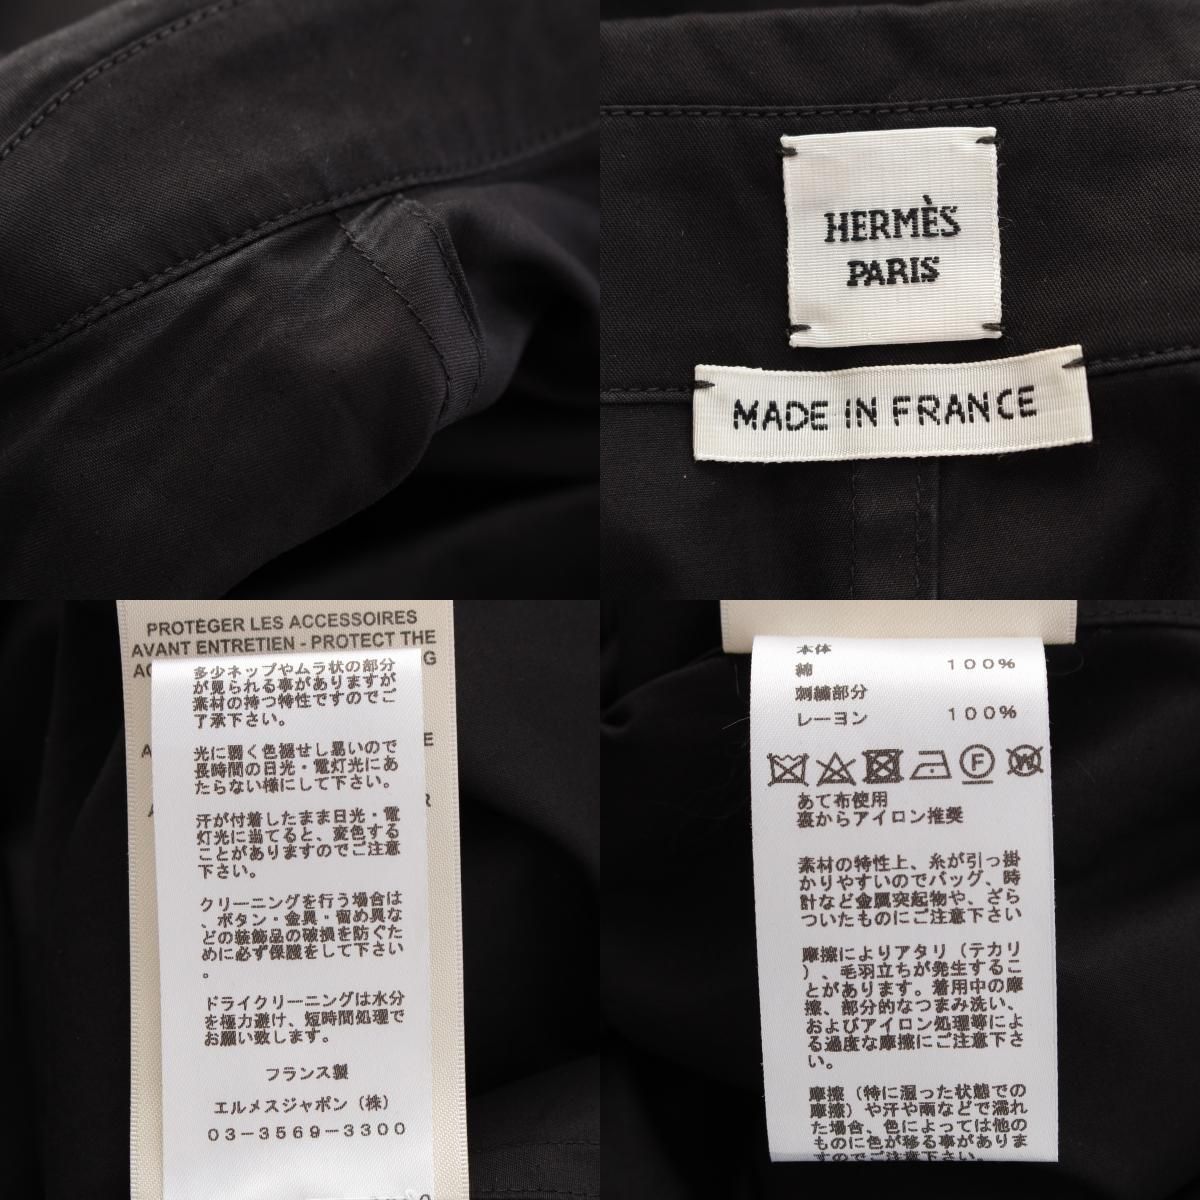 HERMÈS
PARIS
MADE IN FRANCE
PROTÉGER LES ACCESSOIRES
AVANT ENTRETIEN - PROTECT THE
多少ネップやムラ状の部分
が見られる事がありますが
素材の持つ特性ですのでご
了承下さい。
光に弱く色褪せし易いので
長時間の日光・電灯光にあ
たらない様にして下さい。
汗が付着したまま日光・電
灯光に当てると、変色する
ことがありますのでご注意
下さい。
クリーニングを行う場合は
、ボタン・金具・留め具な
どの装飾品の破損を防ぐた
めに必ず保護をして下さい
。
ドライクリーニングは水分
を極力避け、短時間処理で
お願い致します。
フランス製
エルメスジャポン（株）
03-3569-3300
本体
綿 100%
刺繍部分
レーヨン 100%
F W
あて布使用
裏からアイロン推奨
素材の特性上、糸が引っ掛
かりやすいのでバッグ、時
計など金属突起物や、ざら
ついたものにご注意下さい
摩擦によりアタリ（テカリ
）、毛羽立ちが発生するこ
とがあります。着用中の摩
擦、部分的なつまみ洗い、
およびアイロン処理等によ
る過度な摩擦にご注意下さ
い。
摩擦（特に湿った状態での
摩擦）や汗や雨などで濡れ
た場合、色によっては他の
ものに色が移る事がありま
すのでご注意下さい